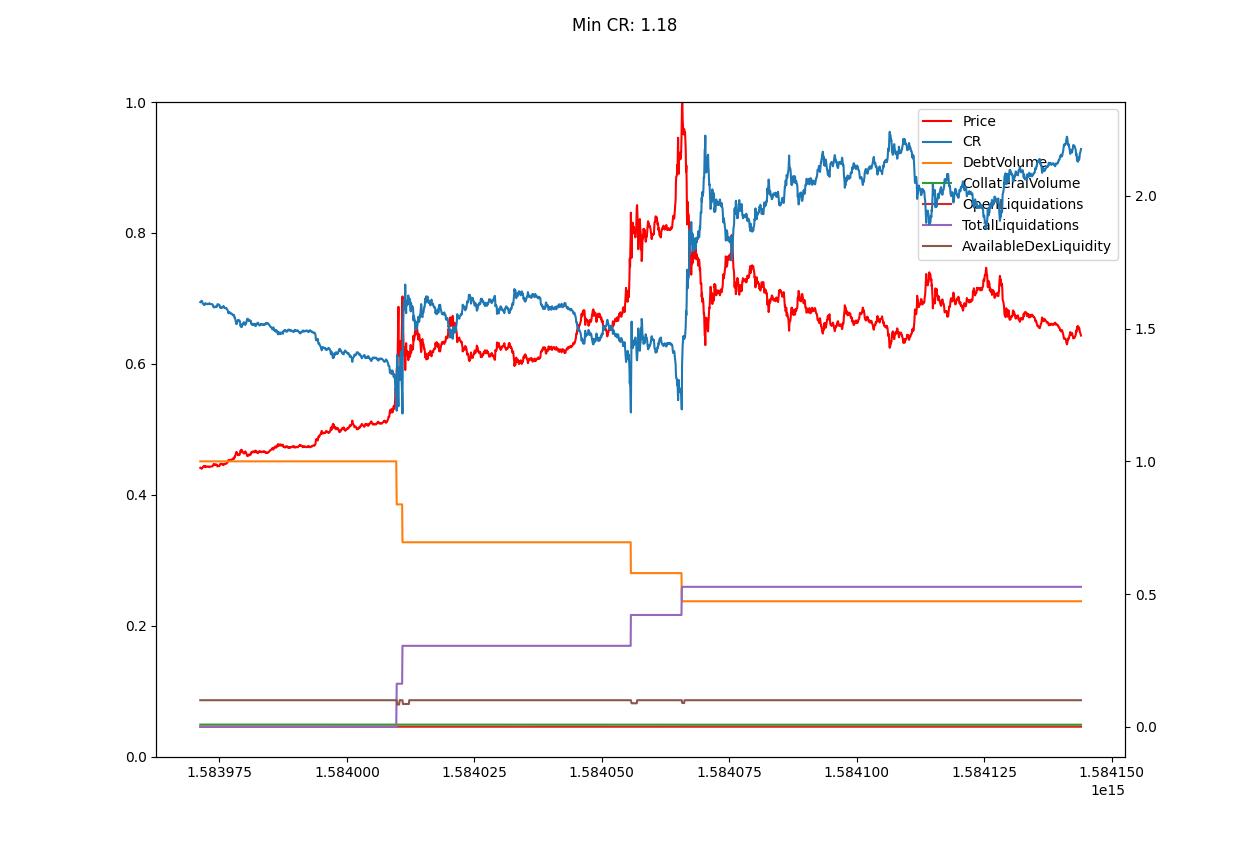 Min CR: 1.18
1.0
0.8
0.6
0.4
0.2
0.0
2.0
1.5
1.0
0.5
0.0
Price
CR
DebtVolume
CollateralVolume
OpenLiquidations
TotalLiquidations
AvailableDexLiquidity
1.583975 1.584000 1.584025 1.584050 1.584075 1.584100 1.584125 1.584150
1e15